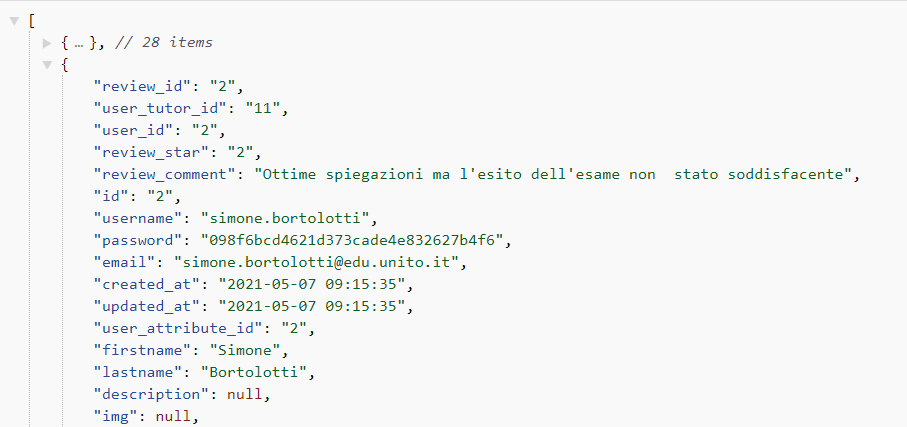 [
{ … }, // 28 items
{
"review_id": "2",
"user_tutor_id": "11",
"user_id": "2",
"review_star": "2",
"review_comment": "Ottime spiegazioni ma l'esito dell'esame non  stato soddisfacente",
"id": "2",
"username": "simone.bortolotti",
"password": "098f6bcd4621d373cade4e832627b4f6",
"email": "simone.bortolotti@edu.unito.it",
"created_at": "2021-05-07 09:15:35",
"updated_at": "2021-05-07 09:15:35",
"user_attribute_id": "2",
"firstname": "Simone",
"lastname": "Bortolotti",
"description": null,
"img": null,